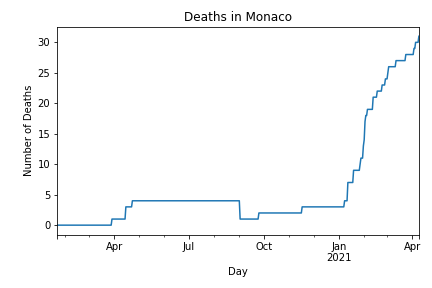 Deaths in Monaco
Number of Deaths
30
25
20
15
10
5
0
Apr
Jul
Oct
Jan
2021
Apr
Day